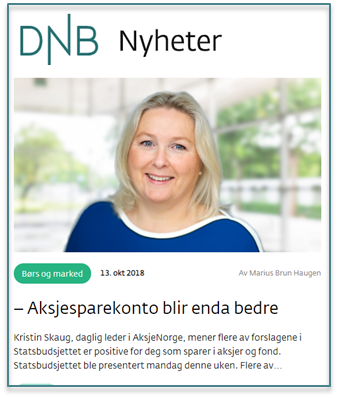 DNB Nyheter
Børs og marked 13. okt 2018 Av Marius Brun Haugen
– Aksjesparekonto blir enda bedre
Kristin Skaug, daglig leder i AksjeNorge, mener flere av forslagene i
Statsbudsjettet er positive for deg som sparer i aksjer og fond.
Statsbudsjettet ble presentert mandag denne uken. Flere av...